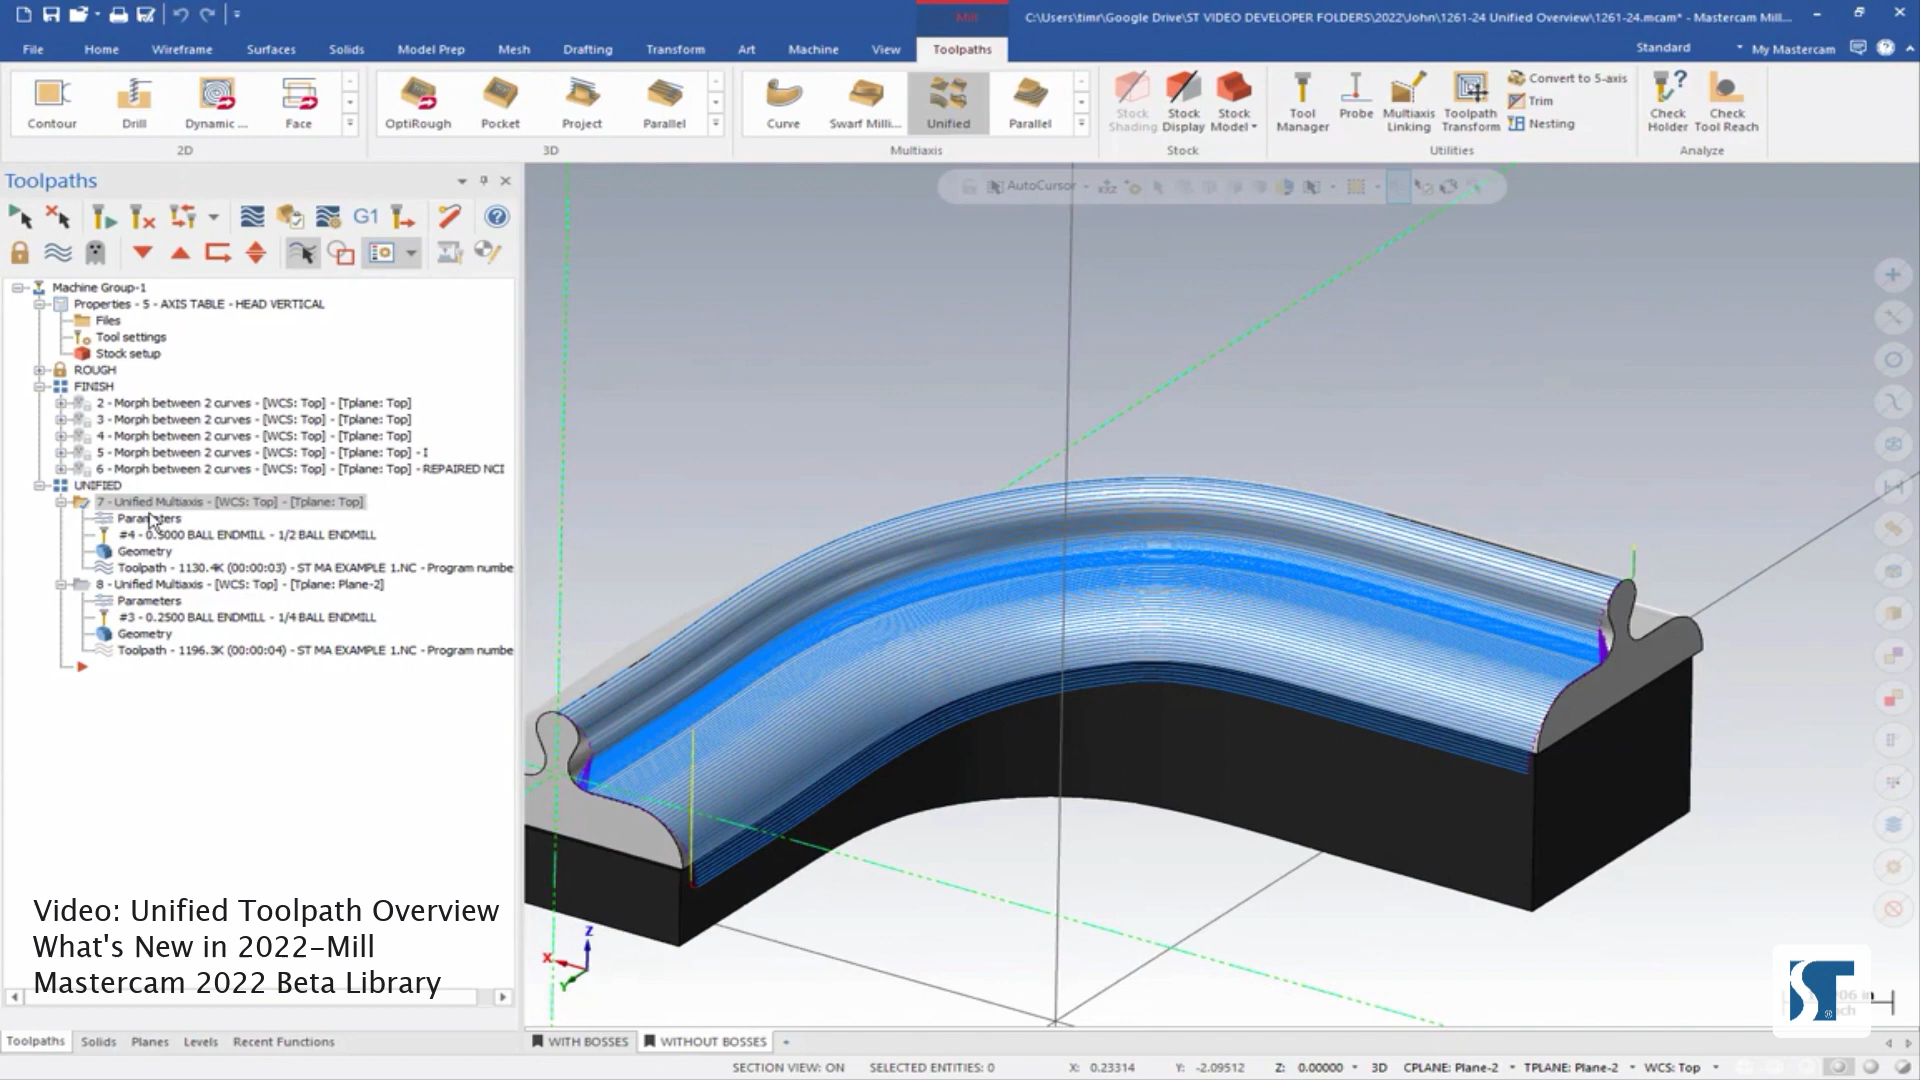 Mill
C:\Users\timr\Google Drive\ST VIDEO DEVELOPER FOLDERS\2022\John\1261-24 Unified Overview\1261-24.mcam* - Mastercam Mill...
File Home Wireframe Surfaces Solids Model Prep Mesh Drafting Transform Art Machine View Toolpaths
Standard My Mastercam
Contour Drill Dynamic ... Face
2D
OptiRough Pocket Project Parallel
3D
Curve Swarf Milli... Unified Parallel
Multiaxis
Stock Shading Stock Display Stock Model
Stock
Tool Manager Probe Multiaxis Linking Toolpath Transform
Convert to 5-axis
Trim
Nesting
Utilities
Check Holder Check Tool Reach
Analyze
Toolpaths
G1
AutoCursor
Machine Group-1
Properties - 5 - AXIS TABLE - HEAD VERTICAL
Files
Tool settings
Stock setup
ROUGH
FINISH
2 - Morph between 2 curves - [WCS: Top] - [Tplane: Top]
3 - Morph between 2 curves - [WCS: Top] - [Tplane: Top]
4 - Morph between 2 curves - [WCS: Top] - [Tplane: Top]
5 - Morph between 2 curves - [WCS: Top] - [Tplane: Top] - I
6 - Morph between 2 curves - [WCS: Top] - [Tplane: Top] - REPAIRED NCI
UNIFIED
7 - Unified Multiaxis - [WCS: Top] - [Tplane: Top]
Parameters
#4 - 0.5000 BALL ENDMILL - 1/2 BALL ENDMILL
Geometry
Toolpath - 1130.4K (00:00:03) - ST MA EXAMPLE 1.NC - Program numbe
8 - Unified Multiaxis - [WCS: Top] - [Tplane: Plane-2]
Parameters
#3 - 0.2500 BALL ENDMILL - 1/4 BALL ENDMILL
Geometry
Toolpath - 1196.3K (00:00:04) - ST MA EXAMPLE 1.NC - Program numbe
Video: Unified Toolpath Overview
What's New in 2022-Mill
Mastercam 2022 Beta Library
Z
X
Y
ST
Toolpaths Solids Planes Levels Recent Functions
WITH BOSSES WITHOUT BOSSES +
SECTION VIEW: ON SELECTED ENTITIES: 0 X: 0.23314 Y: -2.09512 Z: 0.00000 3D CPLANE: Plane-2 TPLANE: Plane-2 WCS: Top